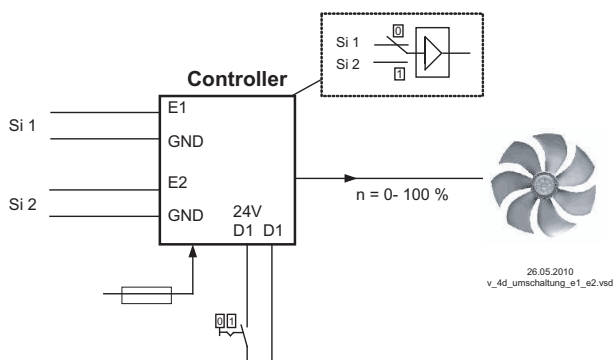 0
Si 1
Si 2
1
Controller
E1
Si 1
GND
E2
Si 2
GND
24V
D1 D1
n = 0- 100 %
26.05.2010
v_4d_umschaltung_e1_e2.vsd
0 1